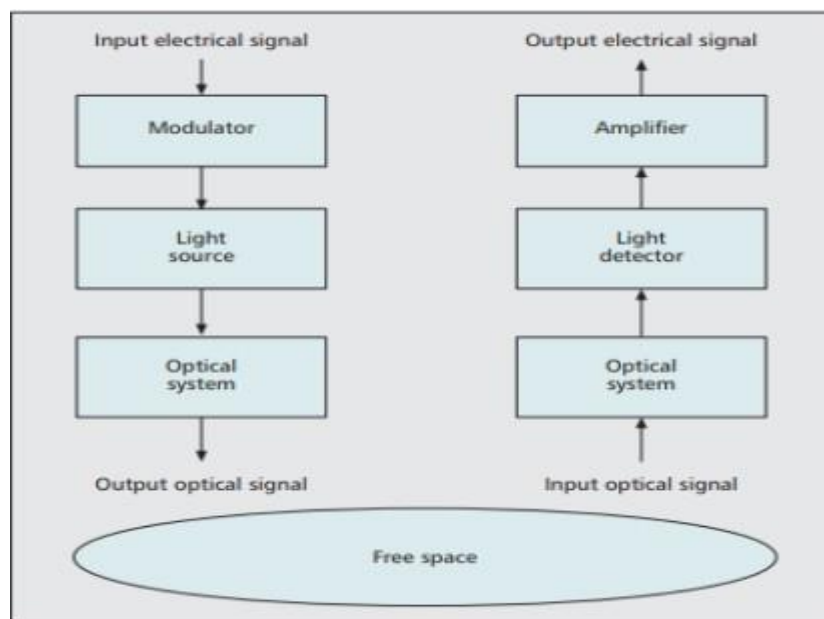 Input electrical signal
Modulator
Light
source
Optical
system
Output optical signal
Output electrical signal
Amplifier
Light
detector
Optical
system
Input optical signal
Free space